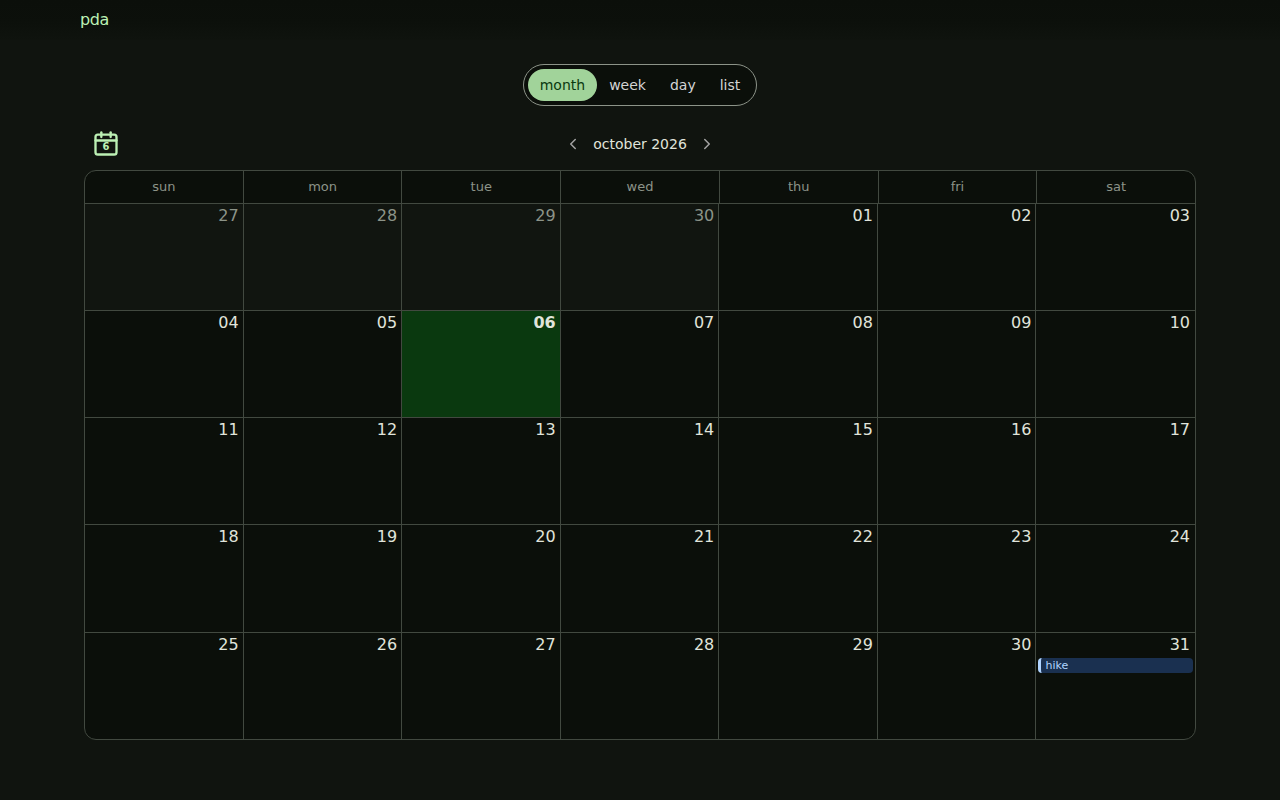 pda
month week day list
6
october 2026
sun mon tue wed thu fri sat
27 28 29 30 01 02 03
04 05 06 07 08 09 10
11 12 13 14 15 16 17
18 19 20 21 22 23 24
25 26 27 28 29 30 31
hike